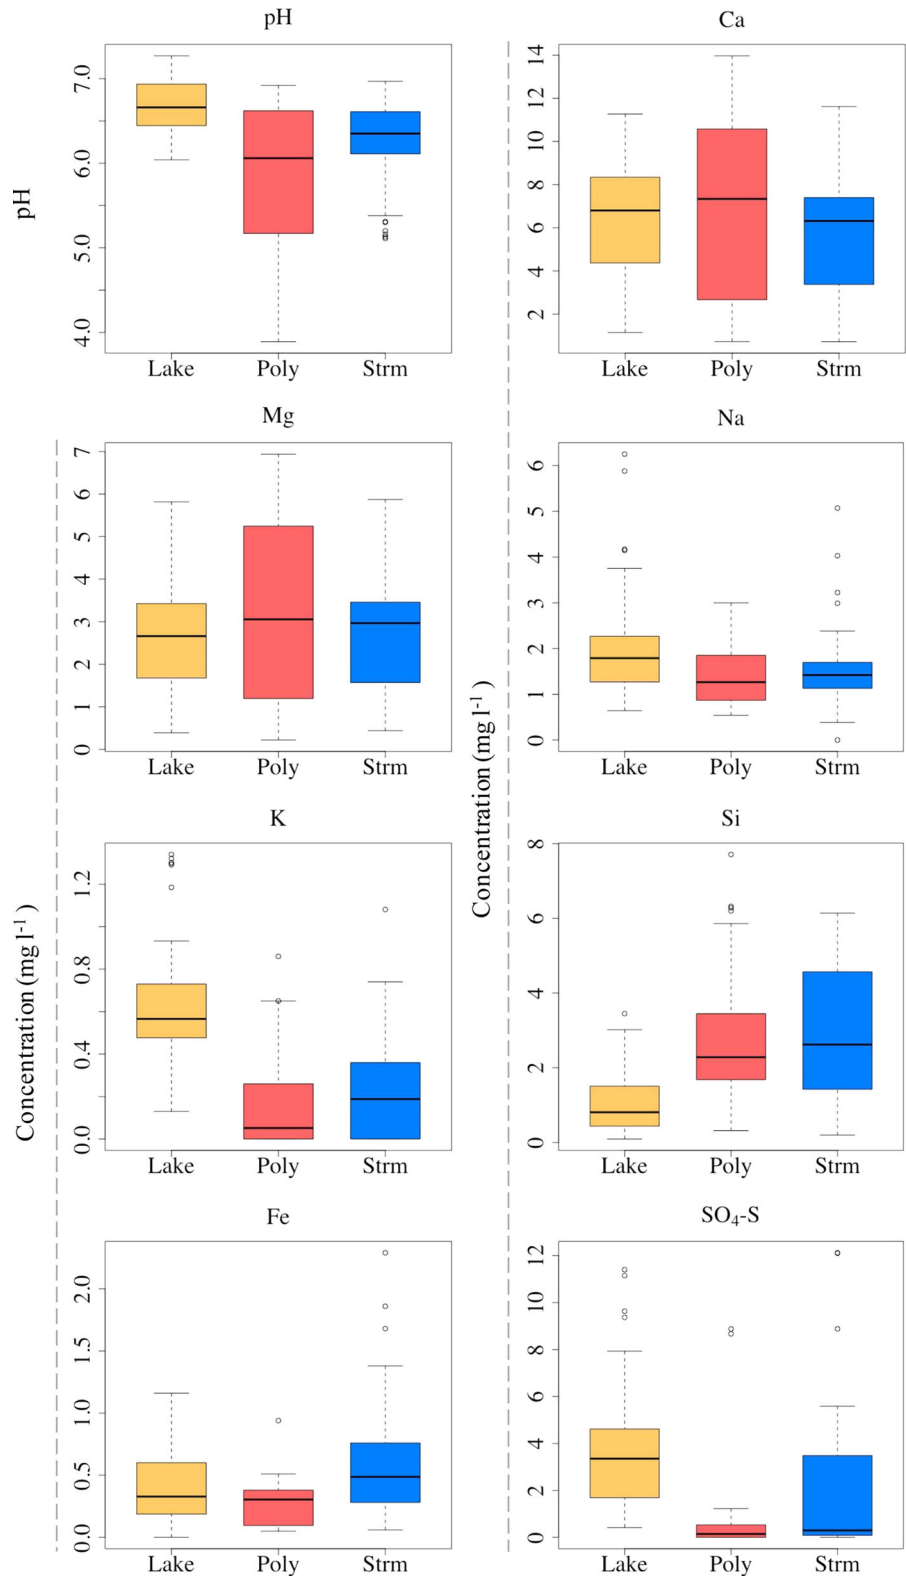 pH
Ca
pH
7.0
6.0
5.0
4.0
Lake Poly Strm
14
12
10
8
6
4
2
Lake Poly Strm
Mg
Na
Concentration (mg l-1 )
7
6
5
4
3
2
1
0
Lake Poly Strm
Concentration (mg l-1 )
6
5
4
3
2
1
0
Lake Poly Strm
K
Si
1.2
0.8
0.4
0.0
Lake Poly Strm
8
6
4
2
0
Lake Poly Strm
Fe
SO4-S
2.0
1.5
1.0
0.5
0.0
Lake Poly Strm
12
10
8
6
4
2
0
Lake Poly Strm